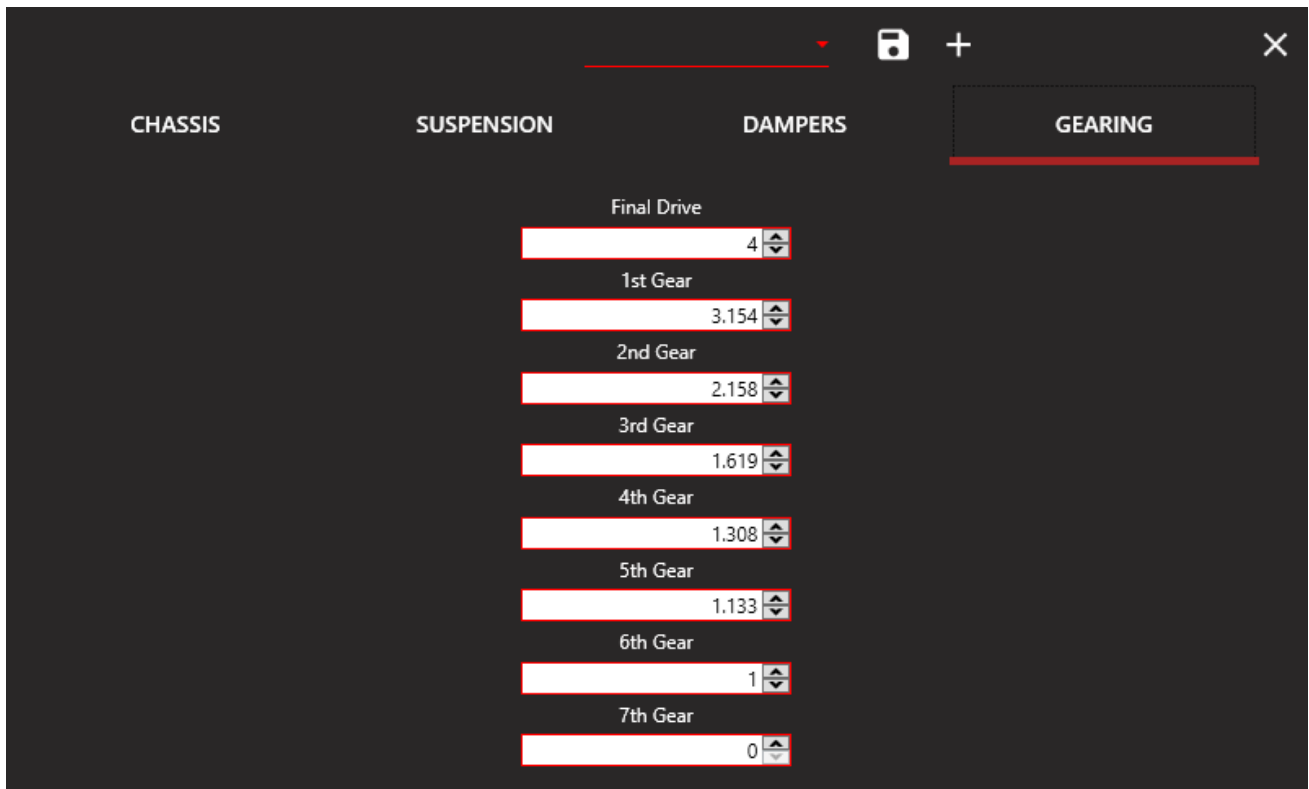 CHASSIS SUSPENSION DAMPERS GEARING
Final Drive
4
1st Gear
3.154
2nd Gear
2.158
3rd Gear
1.619
4th Gear
1.308
5th Gear
1.133
6th Gear
1
7th Gear
0